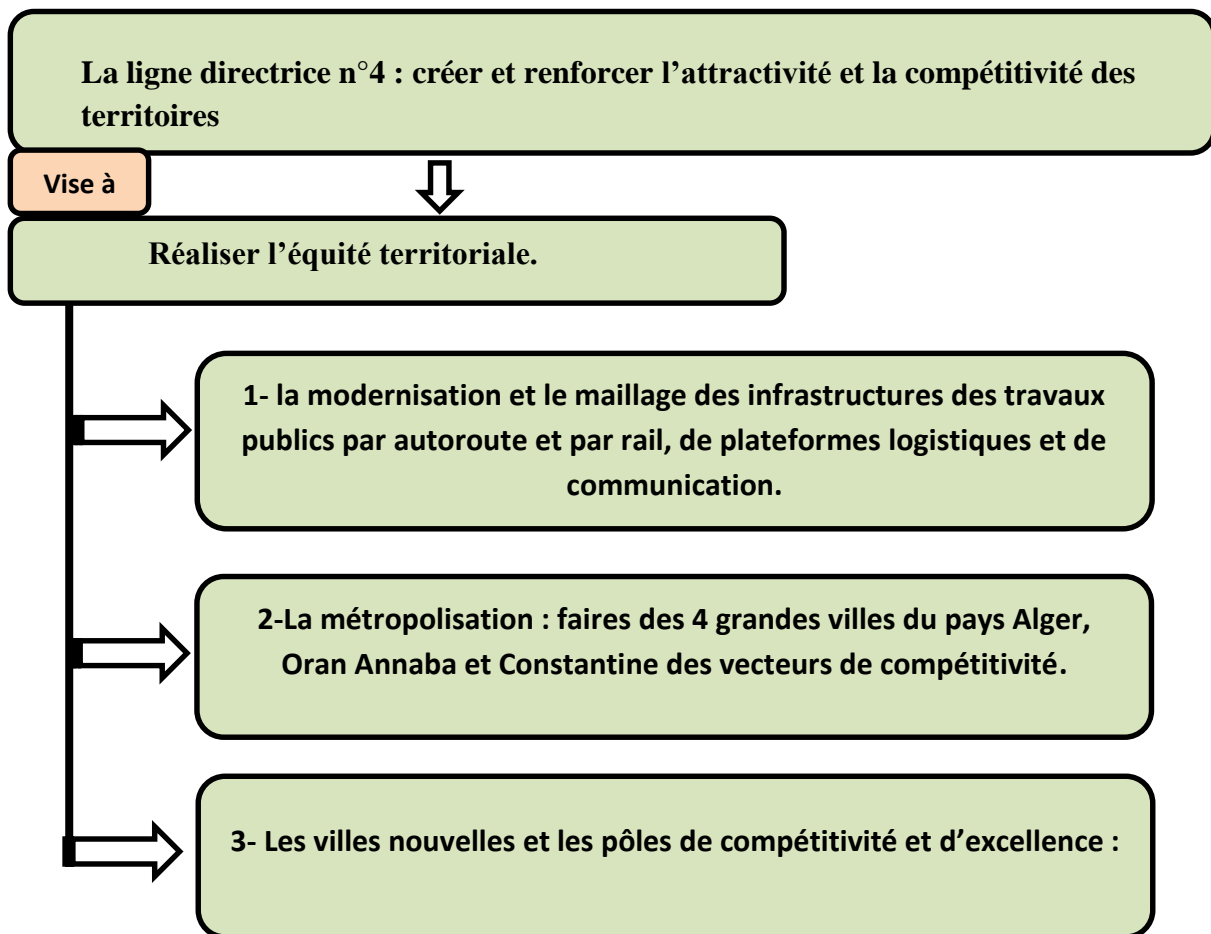 La ligne directrice n°4 : créer et renforcer l’attractivité et la compétitivité des
territoires
Vise à
Réaliser l’équité territoriale.
1- la modernisation et le maillage des infrastructures des travaux
publics par autoroute et par rail, de plateformes logistiques et de
communication.
2-La métropolisation : faires des 4 grandes villes du pays Alger,
Oran Annaba et Constantine des vecteurs de compétitivité.
3- Les villes nouvelles et les pôles de compétitivité et d’excellence :